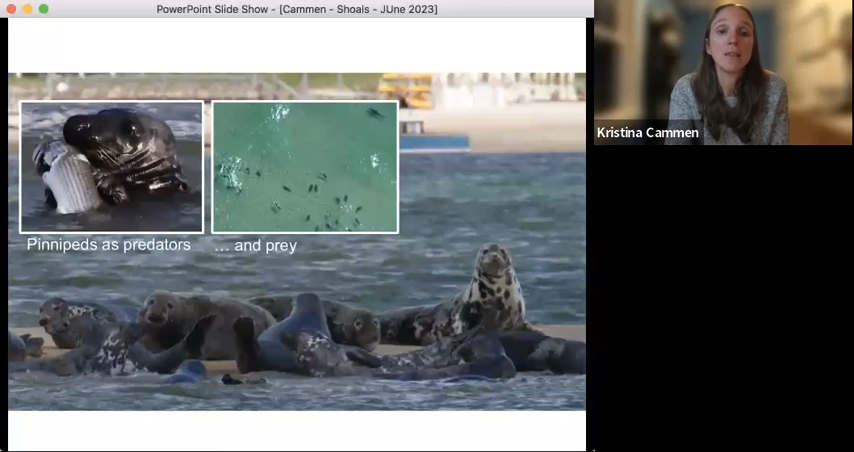 PowerPoint Slide Show - [Cammen - Shoals - JUne 2023]
Kristina Cammen
Pinnipeds as predators
... and prey